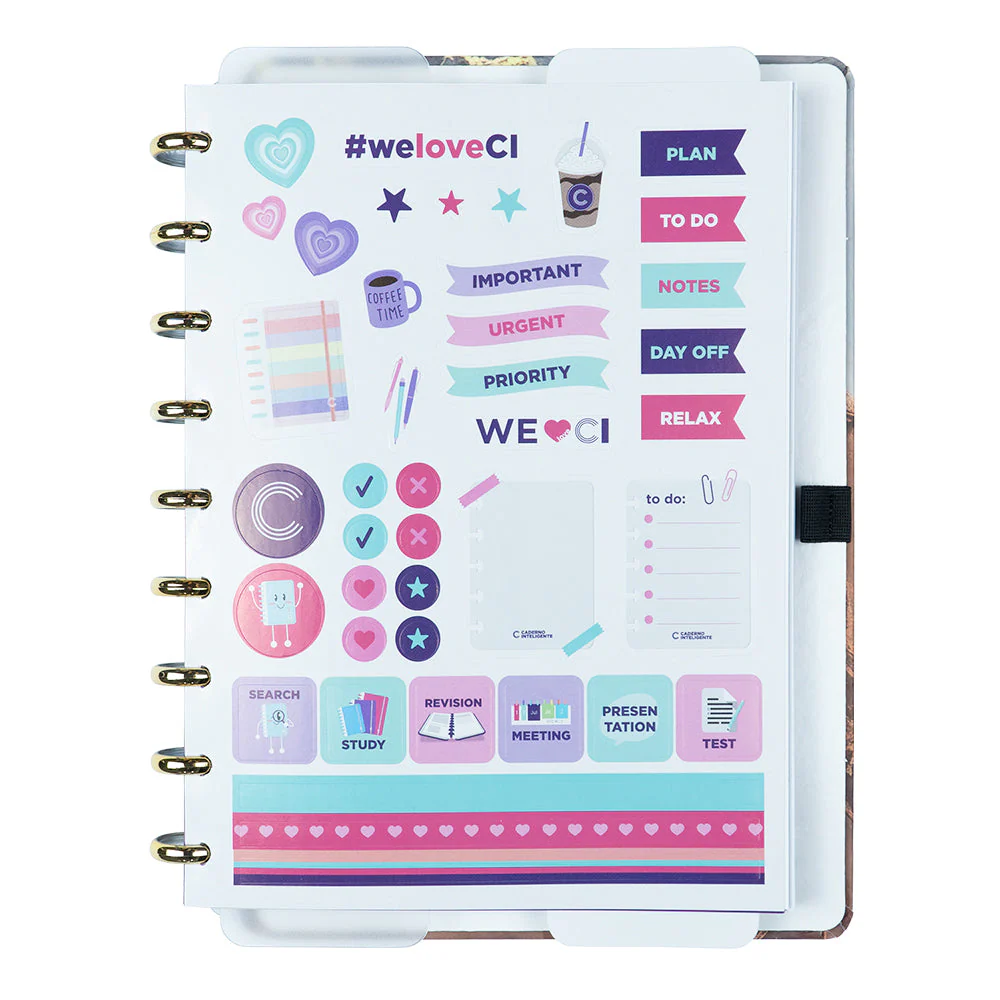 #weloveCI
C
PLAN
TO DO
NOTES
DAY OFF
RELAX
COFFEE
TIME
IMPORTANT
URGENT
PRIORITY
WE love CI
C
to do:
C CADERNO
INTELIGENTE
C CADERNO
INTELIGENTE
SEARCH
STUDY
REVISION
MEETING
PRESEN
TATION
TEST